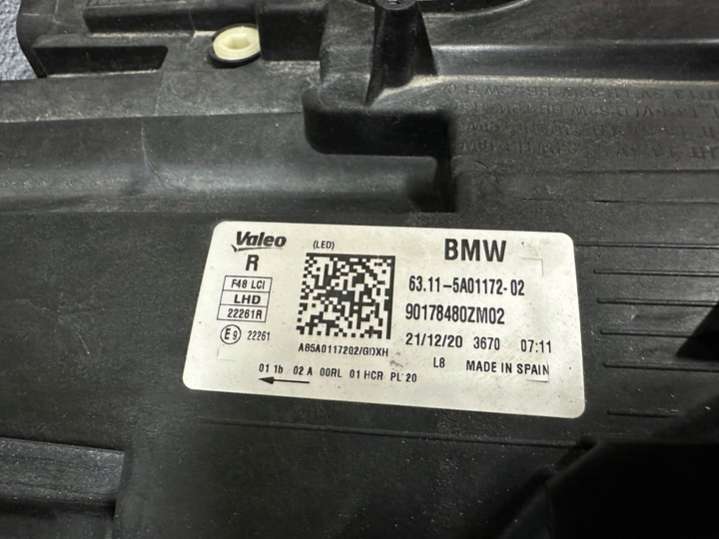 Valeo
(LED)
BMW
R
F48 LCI
LHD
22261R
E9 22261
A85A0117202/GDXH
63.11-5A01172-02
90178480ZM02
21/12/20 3670 07:11
L8 MADE IN SPAIN
01 1b 02 A 00RL 01 HCR PL 20